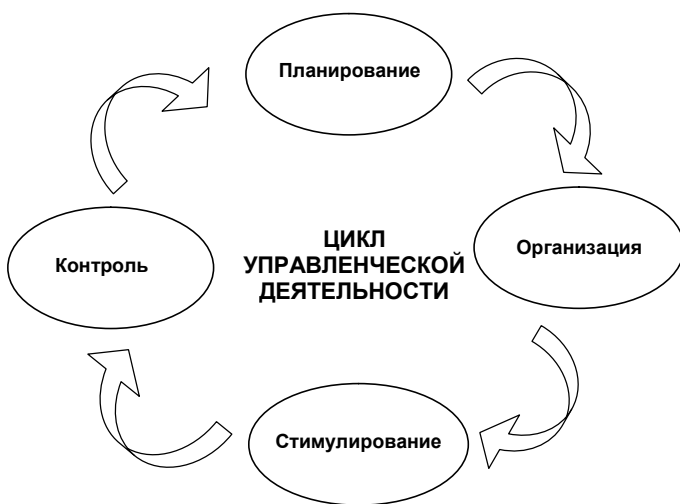 Планирование
Организация
Стимулирование
Контроль
ЦИКЛ
УПРАВЛЕНЧЕСКОЙ
ДЕЯТЕЛЬНОСТИ